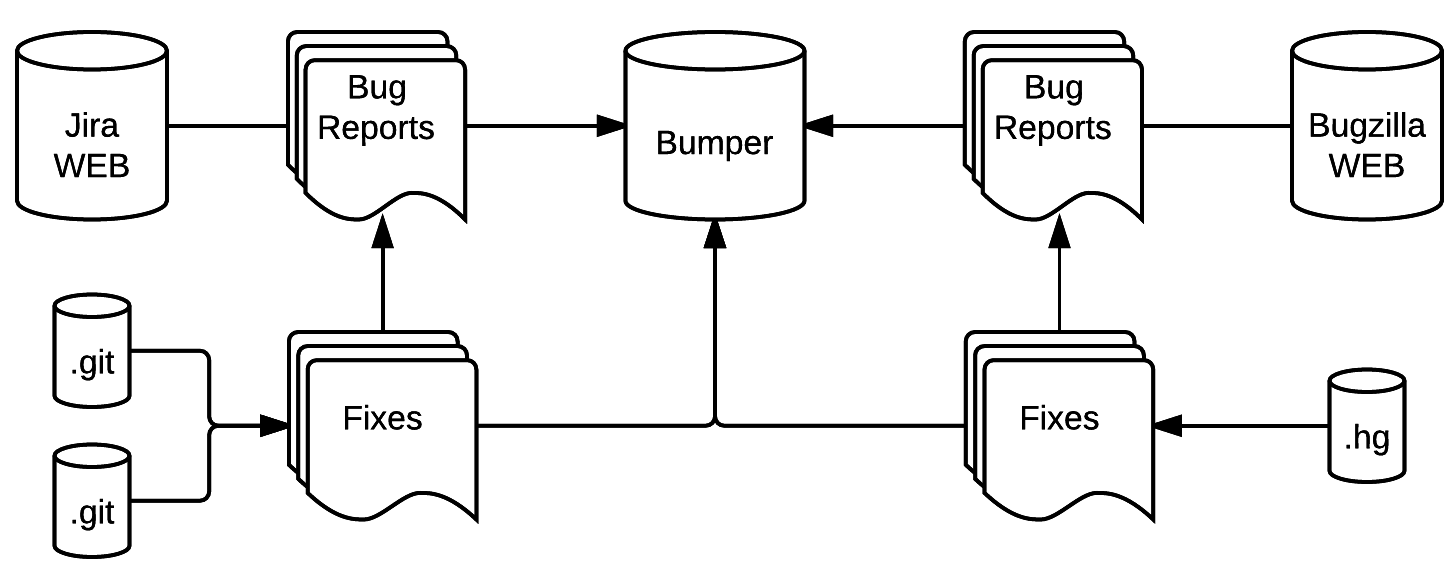 Jira
WEB
Bug
Reports
Bumper
Bug
Reports
Bugzilla
WEB
.git
Fixes
Fixes
.hg
.git